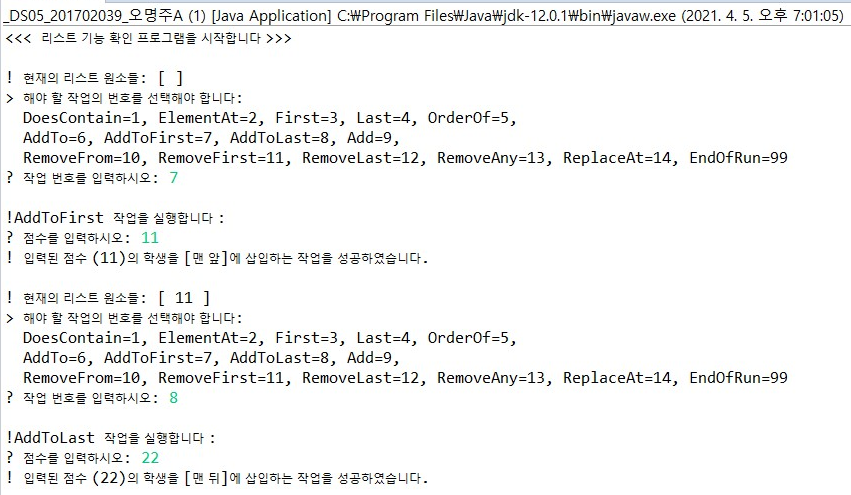 _DS05_201702039_오명주A (1) [Java Application] C:₩Program Files₩Java₩jdk-12.0.1₩bin₩javaw.exe (2021. 4. 5. 오후 7:01:05)
<<< 리스트 기능 확인 프로그램을 시작합니다 >>>
! 현재의 리스트 원소들: [ ]
> 해야 할 작업의 번호를 선택해야 합니다:
DoesContain=1, ElementAt=2, First=3, Last=4, OrderOf=5,
AddTo=6, AddToFirst=7, AddToLast=8, Add=9,
RemoveFrom=10, RemoveFirst=11, RemoveLast=12, RemoveAny=13, ReplaceAt=14, EndOfRun=99
? 작업 번호를 입력하시오: 7
!AddToFirst 작업을 실행합니다 :
? 점수를 입력하시오: 11
! 입력된 점수 (11)의 학생을 [맨 앞]에 삽입하는 작업을 성공하였습니다.
! 현재의 리스트 원소들: [ 11 ]
> 해야 할 작업의 번호를 선택해야 합니다:
DoesContain=1, ElementAt=2, First=3, Last=4, OrderOf=5,
AddTo=6, AddToFirst=7, AddToLast=8, Add=9,
RemoveFrom=10, RemoveFirst=11, RemoveLast=12, RemoveAny=13, ReplaceAt=14, EndOfRun=99
? 작업 번호를 입력하시오: 8
!AddToLast 작업을 실행합니다 :
? 점수를 입력하시오: 22
! 입력된 점수 (22)의 학생을 [맨 뒤]에 삽입하는 작업을 성공하였습니다.